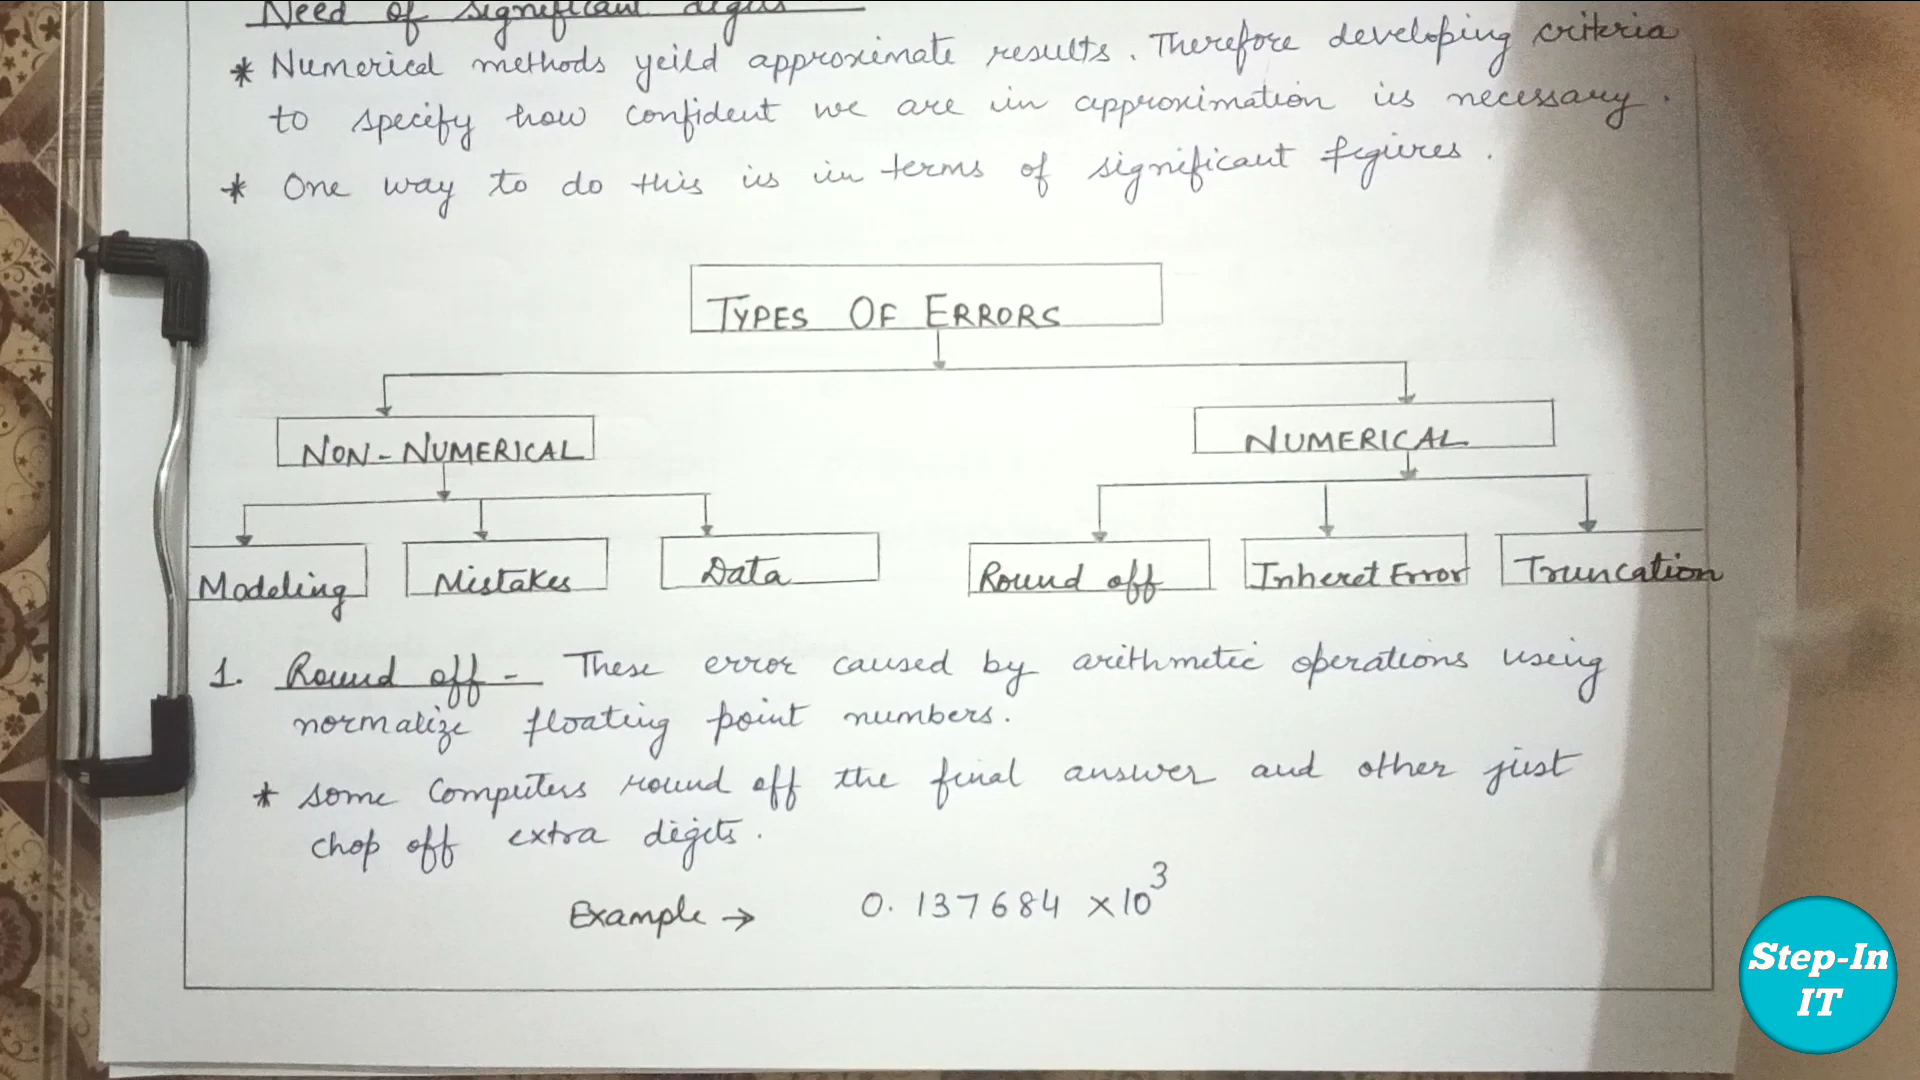 Need of significant digits
* Numerical methods yeild approximate results. Therefore developing criteria
to specify how confident we are in approximation is necessary.
* One way to do this is in terms of significant figures.
TYPES OF ERRORS
NON-NUMERICAL
NUMERICAL
Modeling
Mistakes
Data
Round off
Inheret Error
Truncation
1. Round off - These error caused by arithmetic operations using
normalize floating point numbers.
* some Computers round off the final answer and other just
chop off extra digits.
Example → 0.137684 × 10³
Step-In
IT